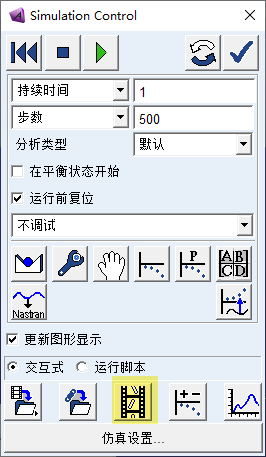 Simulation Control
持续时间 1
步数 500
分析类型 默认
在平衡状态开始
运行前复位
不调试
P A B C D
Nastran
更新图形显示
交互式 运行脚本
仿真设置...